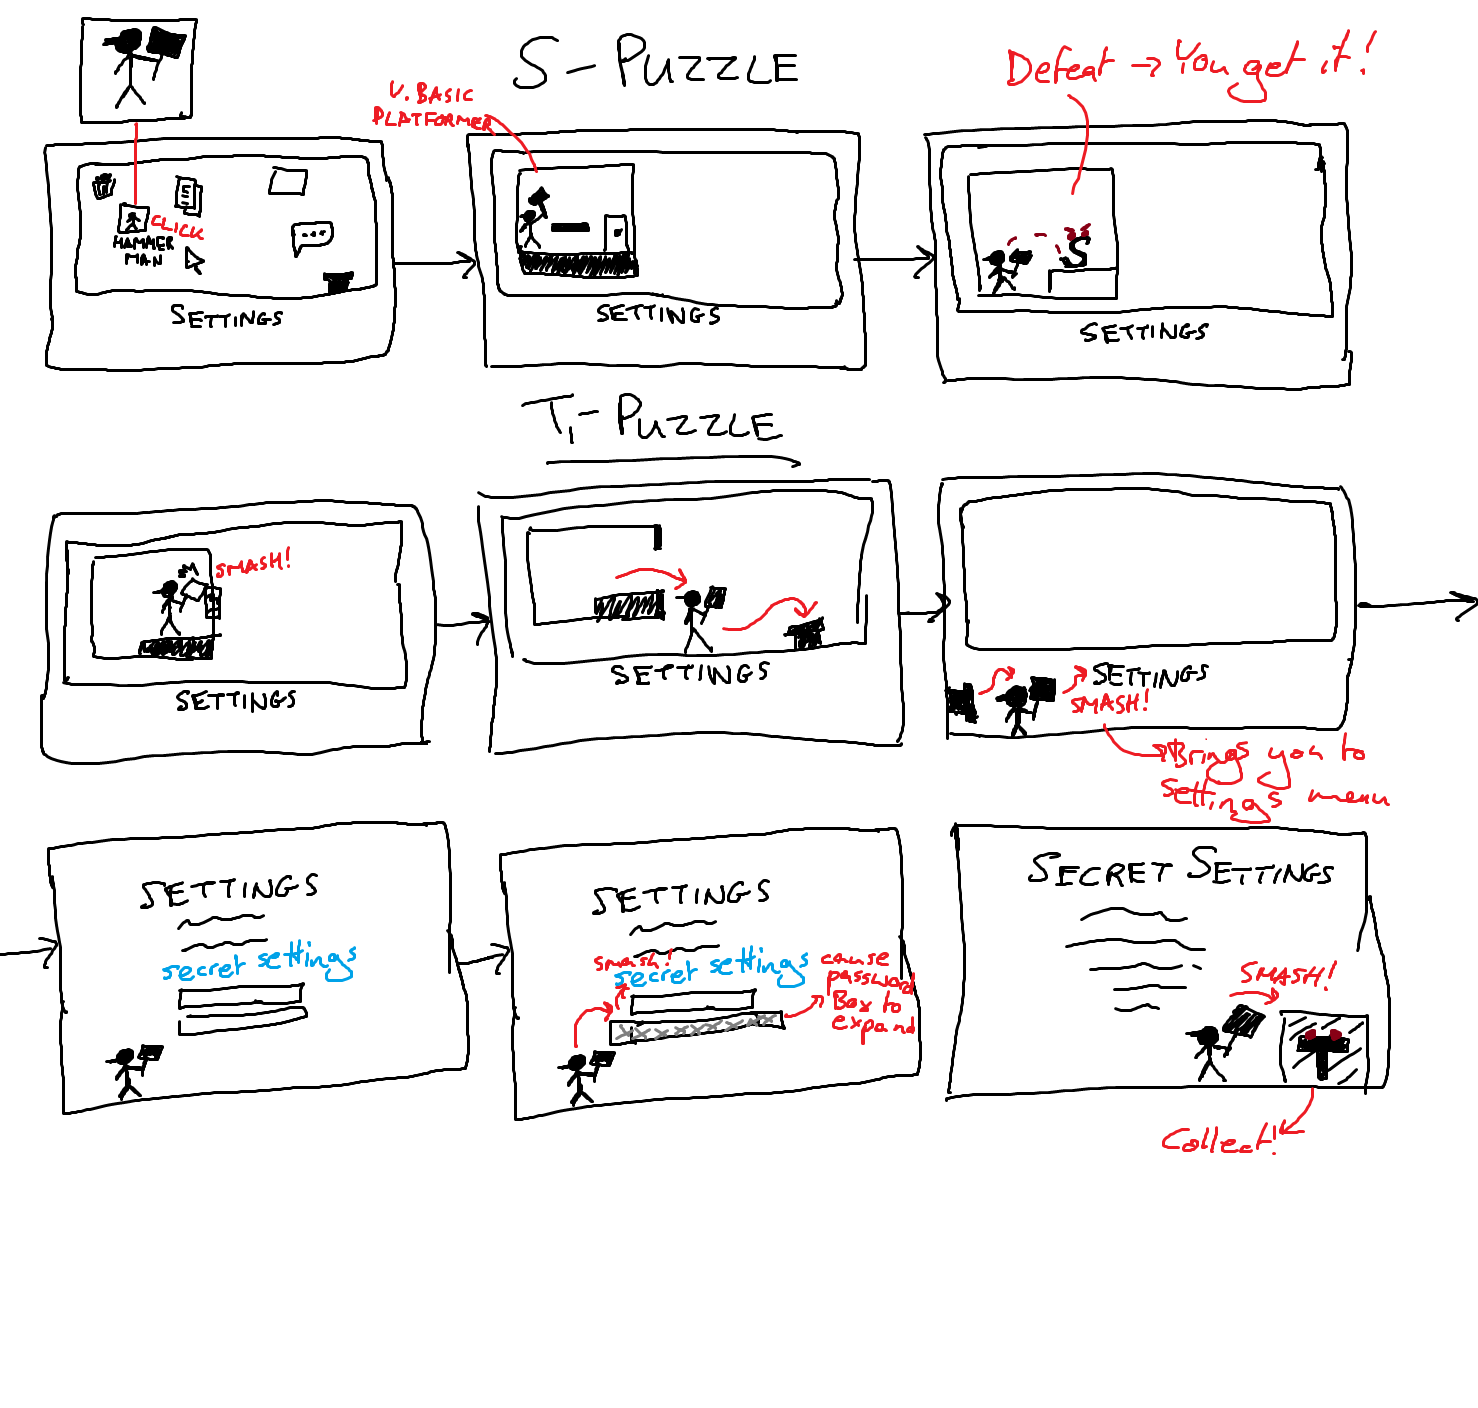 S-PUZZLE
Defeat → You get it!
V. BASIC
PLATFORMER
CLICK
HAMMER
MAN
SETTINGS
SETTINGS
S
SETTINGS
T₁-PUZZLE
SMASH!
SETTINGS
SETTINGS
SETTINGS
SMASH!
Brings you to
Settings menu
SETTINGS
secret settings
SETTINGS
smash!
secret settings
cause
password
Box to
expand
XXXXXXXXX
SECRET SETTINGS
SMASH!
T
Collect!